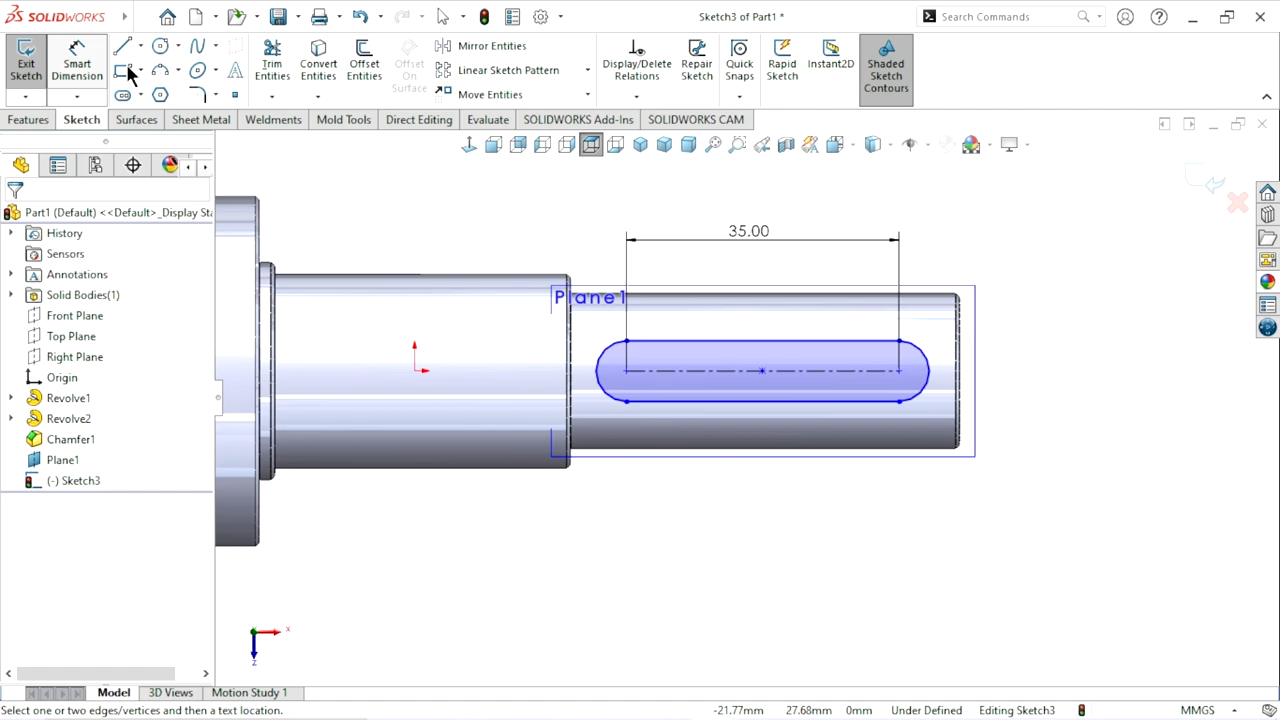 SOLIDWORKS
Sketch3 of Part1 *
Search Commands
Exit Sketch
Smart Dimension
Trim Entities
Convert Entities
Offset Entities
Offset On Surface
Mirror Entities
Linear Sketch Pattern
Move Entities
Display/Delete Relations
Repair Sketch
Quick Snaps
Rapid Sketch
Instant2D
Shaded Sketch Contours
Features
Sketch
Surfaces
Sheet Metal
Weldments
Mold Tools
Direct Editing
Evaluate
SOLIDWORKS Add-Ins
SOLIDWORKS CAM
Part1 (Default) <<Default>_Display Sta
History
Sensors
Annotations
Solid Bodies(1)
Front Plane
Top Plane
Right Plane
Origin
Revolve1
Revolve2
Chamfer1
Plane1
(-) Sketch3
35.00
Plane1
x
z
Model
3D Views
Motion Study 1
Select one or two edges/vertices and then a text location.
-21.77mm
27.68mm
0mm
Under Defined
Editing Sketch3
MMGS